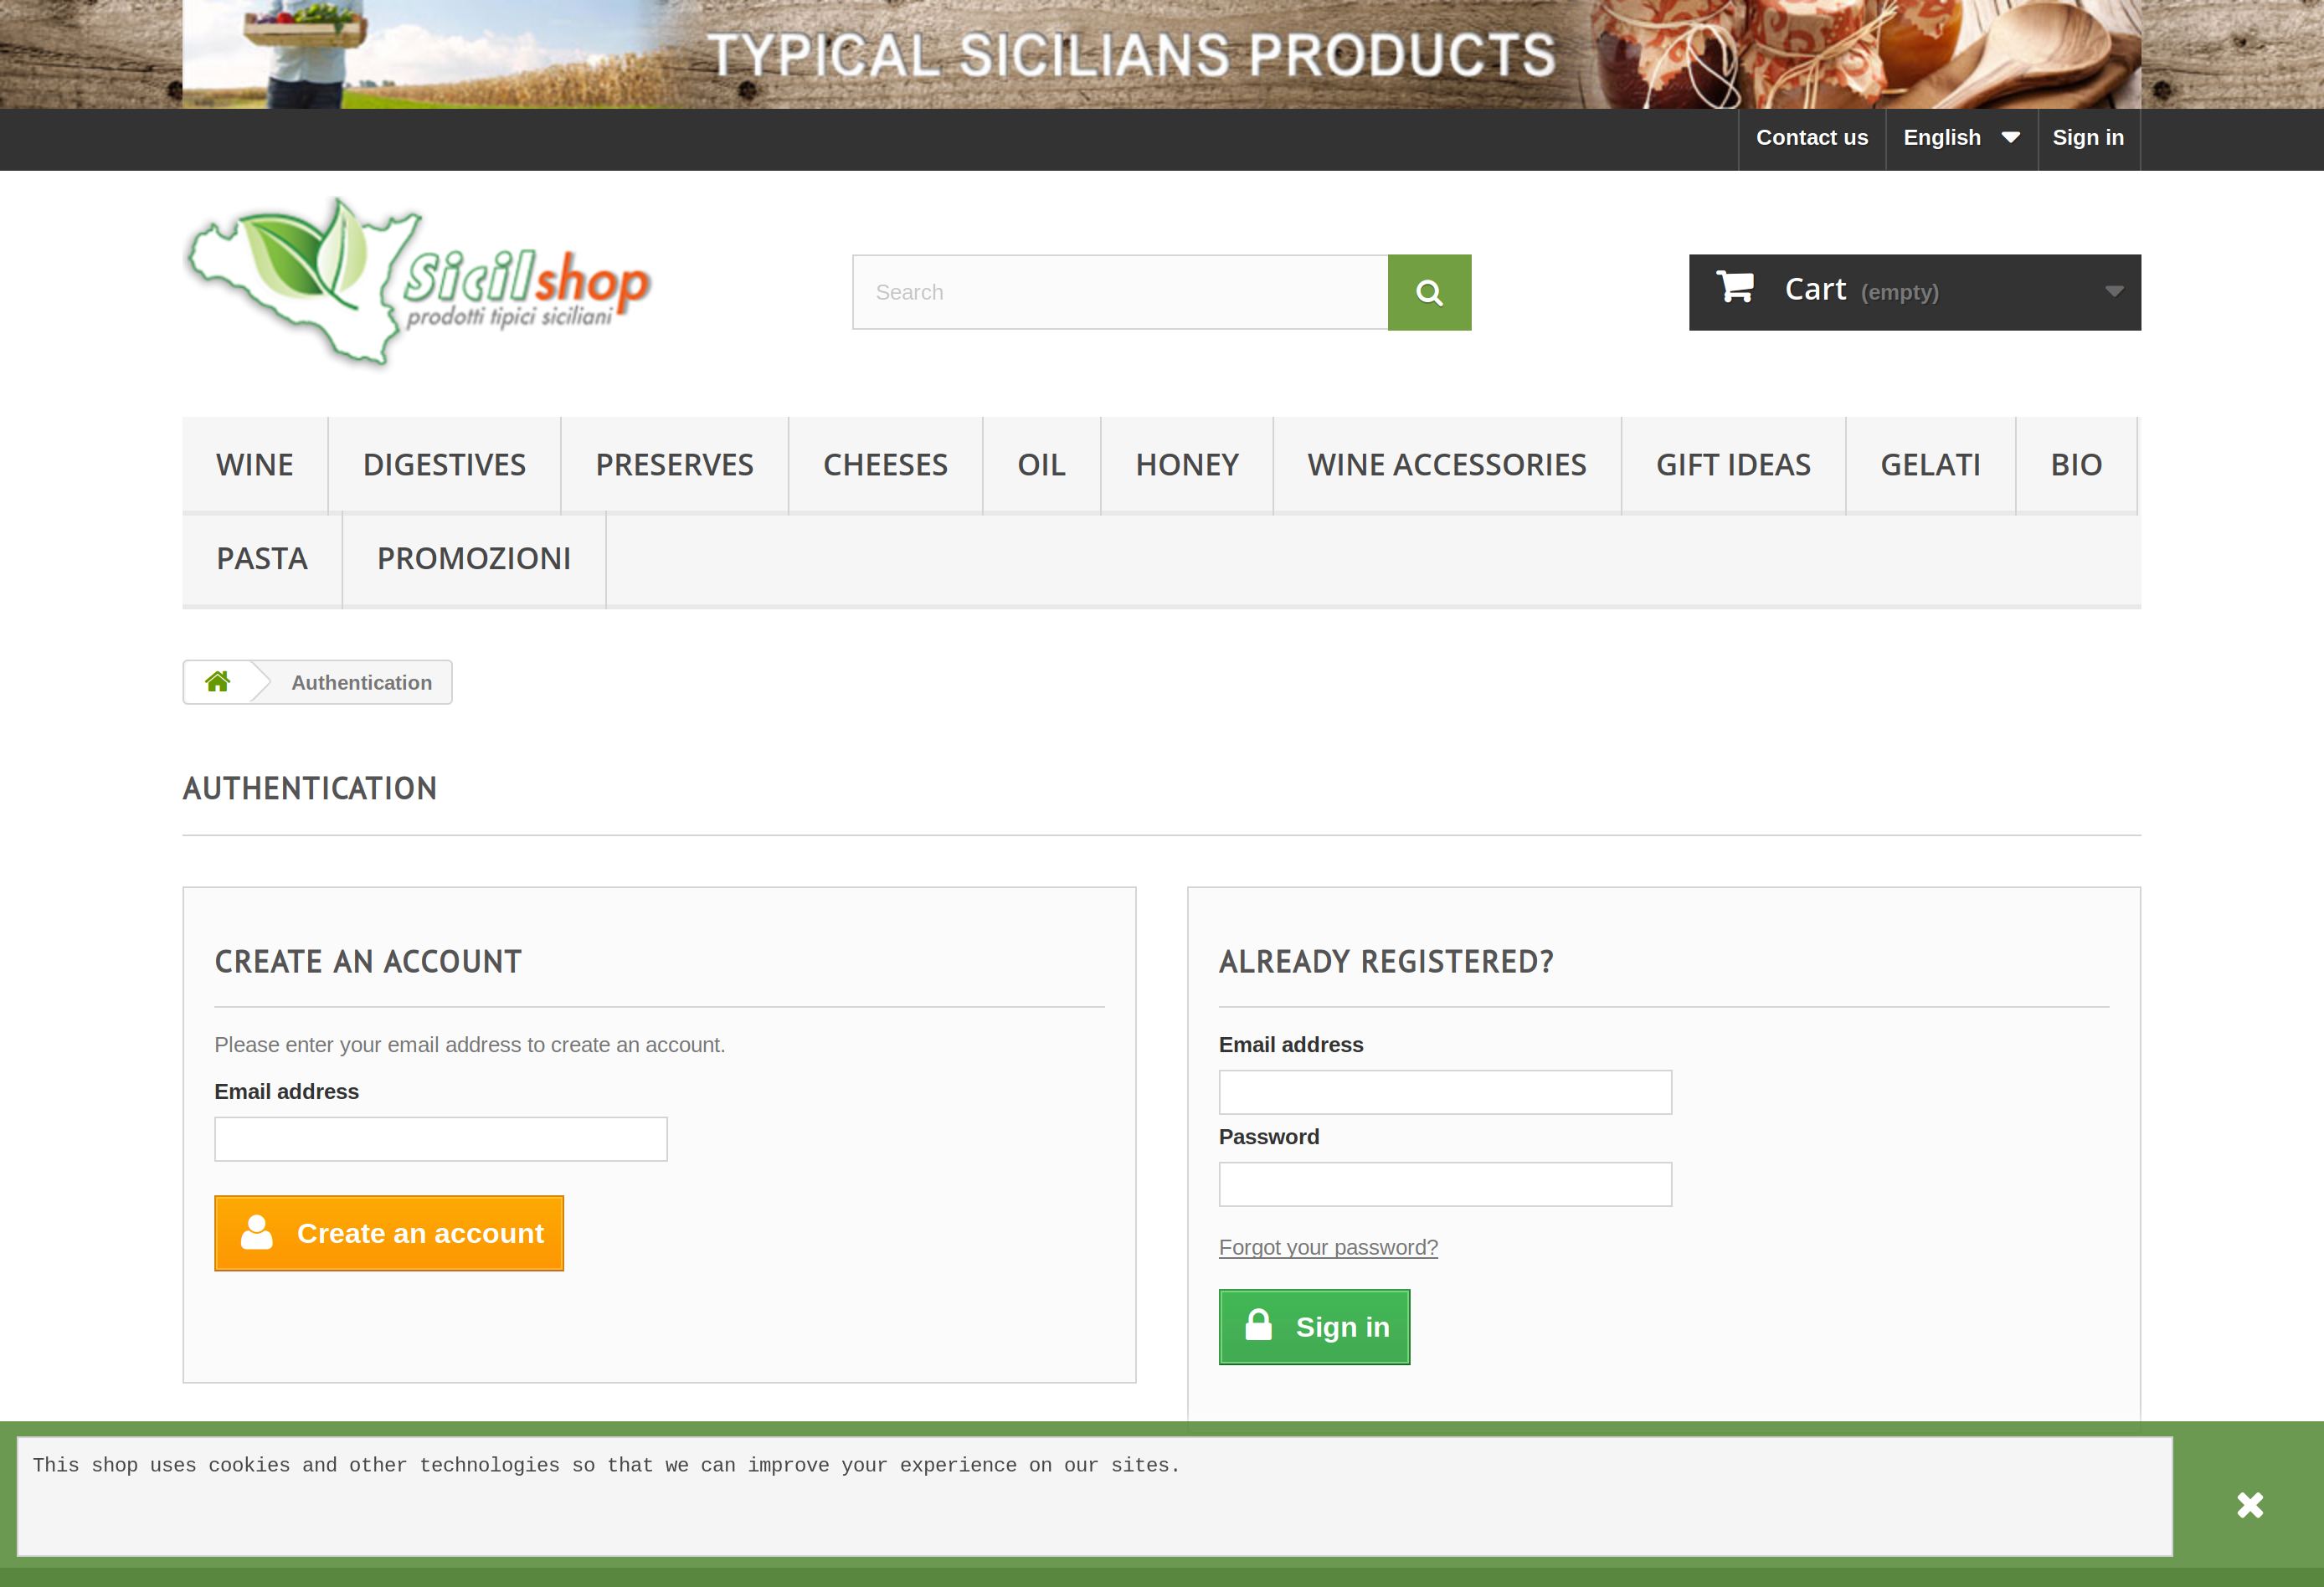 TYPICAL SICILIANS PRODUCTS
Contact us English Sign in
Sicilshop
prodotti tipici siciliani
Search
Cart (empty)
WINE DIGESTIVES PRESERVES CHEESES OIL HONEY WINE ACCESSORIES GIFT IDEAS GELATI BIO
PASTA PROMOZIONI
Authentication
AUTHENTICATION
CREATE AN ACCOUNT
Please enter your email address to create an account.
Email address
Create an account
ALREADY REGISTERED?
Email address
Password
Forgot your password?
Sign in
This shop uses cookies and other technologies so that we can improve your experience on our sites.